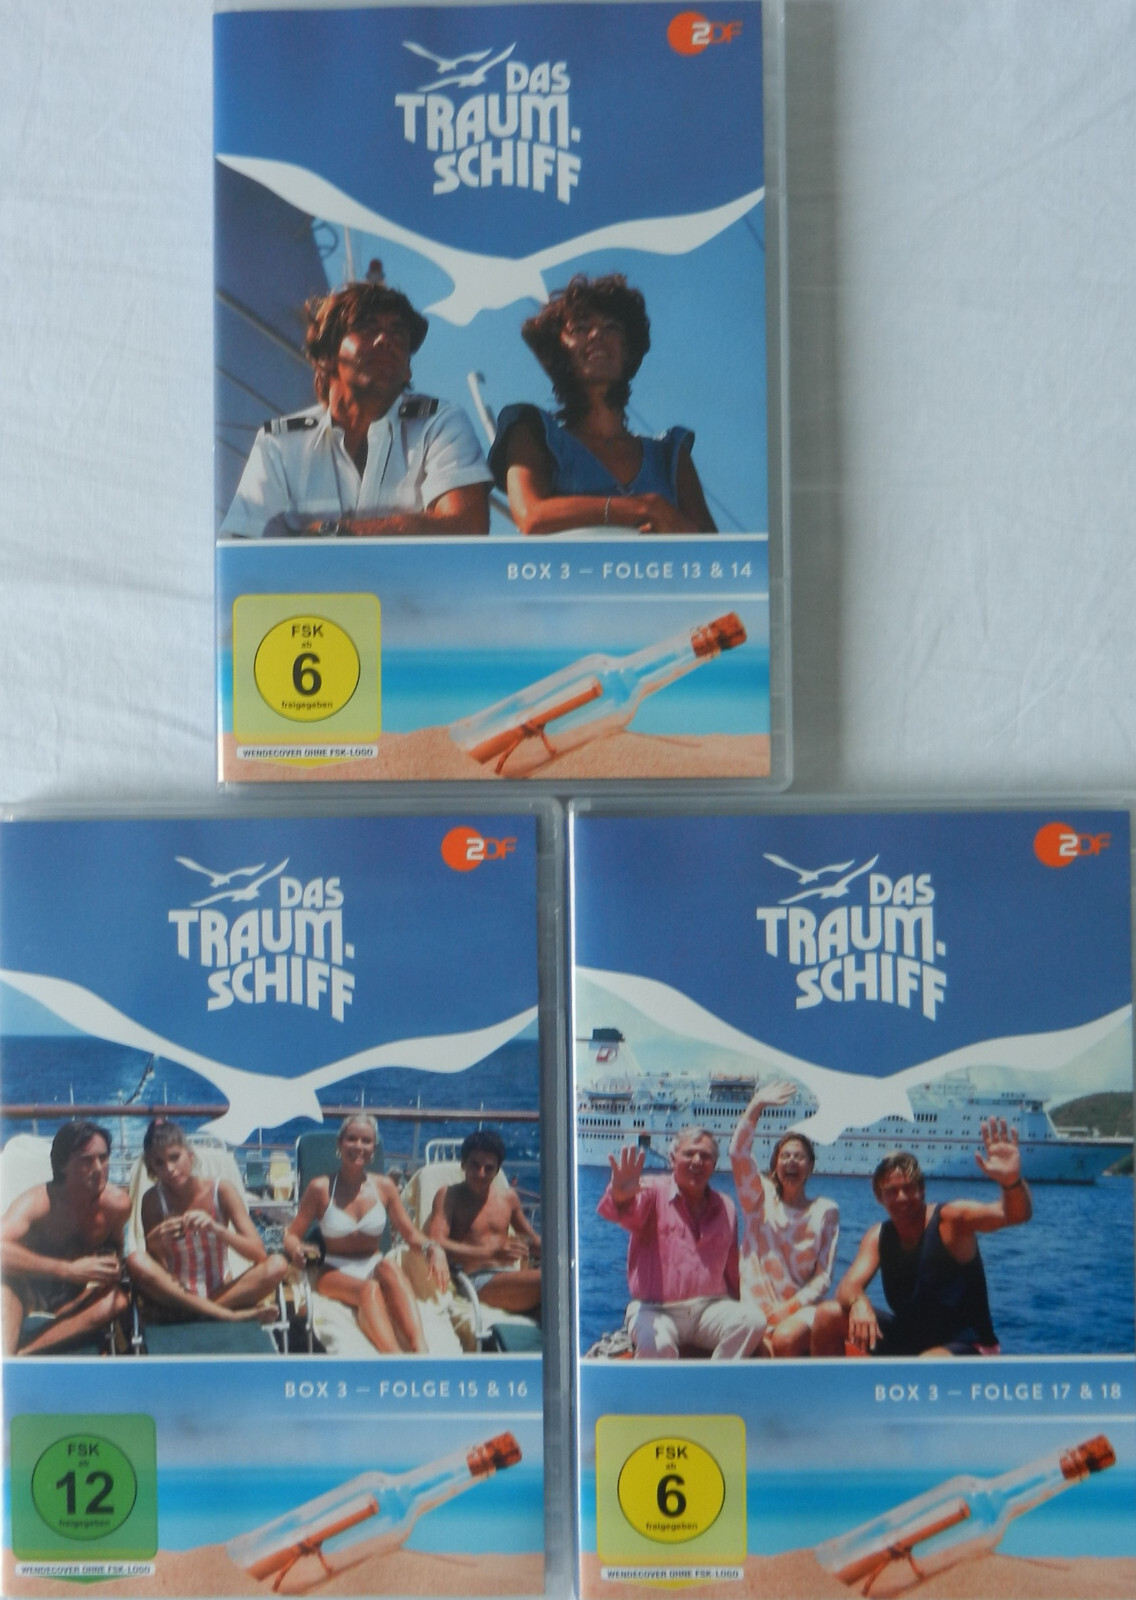 ZDF
DAS
TRAUM.
SCHIFF
BOX 3 – FOLGE 13 & 14
FSK
ab
6
freigegeben
WENDECOVER OHNE FSK-LOGO
ZDF
DAS
TRAUM.
SCHIFF
BOX 3 – FOLGE 15 & 16
FSK
ab
12
freigegeben
WENDECOVER OHNE FSK-LOGO
ZDF
DAS
TRAUM.
SCHIFF
BOX 3 – FOLGE 17 & 18
FSK
ab
6
freigegeben
WENDECOVER OHNE FSK-LOGO